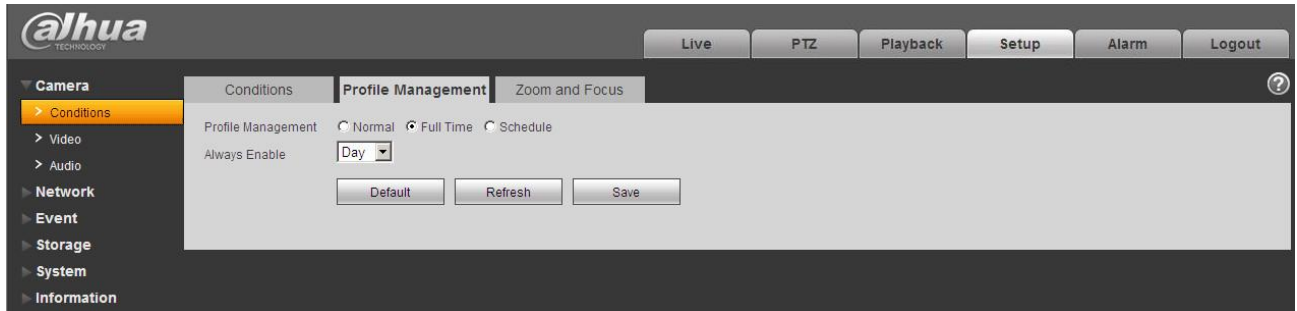 alhua
TECHNOLOGY
Live PTZ Playback Setup Alarm Logout
Camera
Conditions
Video
Audio
Network
Event
Storage
System
Information
Conditions Profile Management Zoom and Focus
?
Profile Management Normal Full Time Schedule
Always Enable Day
Default Refresh Save